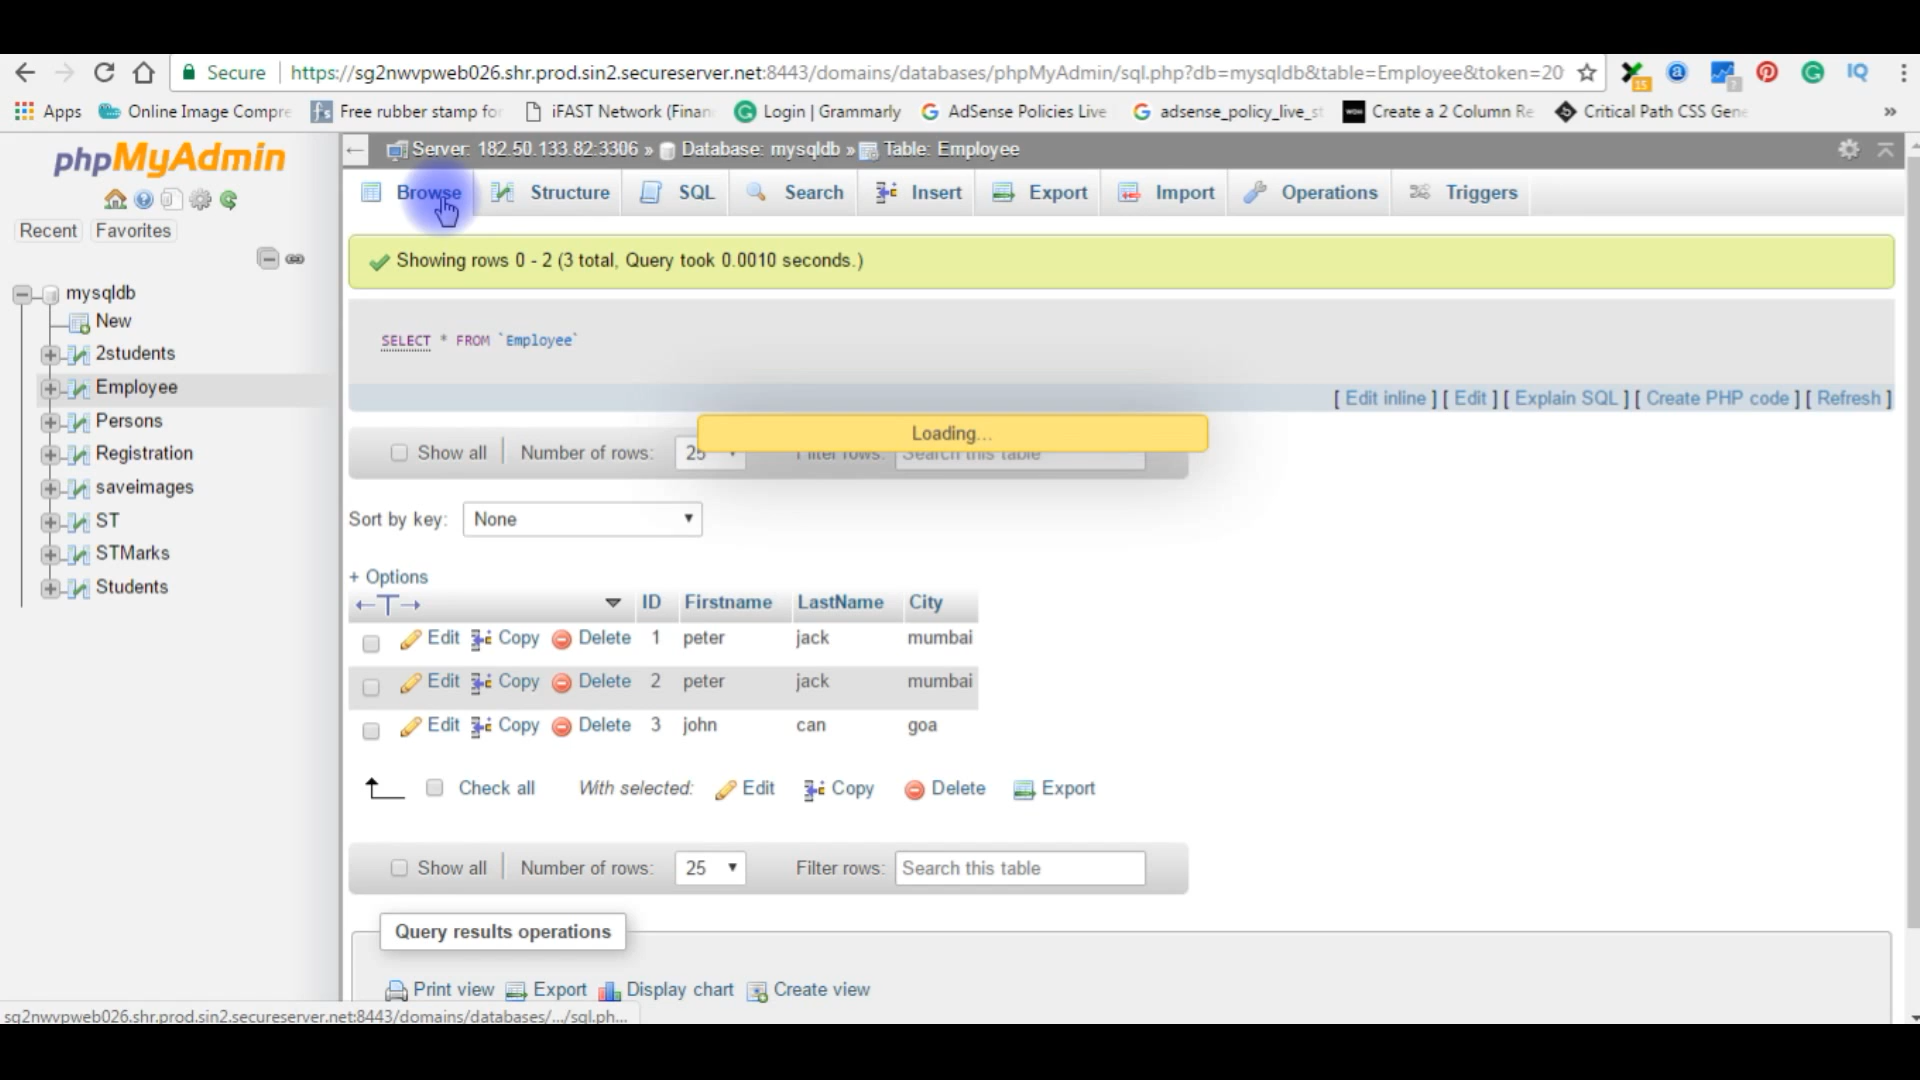 Secure https://sg2nwvpweb026.shr.prod.sin2.secureserver.net:8443/domains/databases/phpMyAdmin/sql.php?db=mysqldb&table=Employee&token=20
Apps Online Image Compre Free rubber stamp for iFAST Network (Finan Login | Grammarly AdSense Policies Live adsense_policy_live_st Create a 2 Column Re Critical Path CSS Gene »
phpMyAdmin
Recent Favorites
mysqldb
New
2students
Employee
Persons
Registration
saveimages
ST
STMarks
Students
Server: 182.50.133.82:3306 » Database: mysqldb » Table: Employee
Browse Structure SQL Search Insert Export Import Operations Triggers
Showing rows 0 - 2 (3 total, Query took 0.0010 seconds.)
SELECT * FROM `Employee`
[ Edit inline ] [ Edit ] [ Explain SQL ] [ Create PHP code ] [ Refresh ]
Loading...
Show all Number of rows: 25 Filter rows: Search this table
Sort by key: None
+ Options
←T→ ID Firstname LastName City
Edit Copy Delete 1 peter jack mumbai
Edit Copy Delete 2 peter jack mumbai
Edit Copy Delete 3 john can goa
Check all With selected: Edit Copy Delete Export
Show all Number of rows: 25 Filter rows: Search this table
Query results operations
Print view Export Display chart Create view
sg2nwvpweb026.shr.prod.sin2.secureserver.net:8443/domains/databases/.../sql.ph...